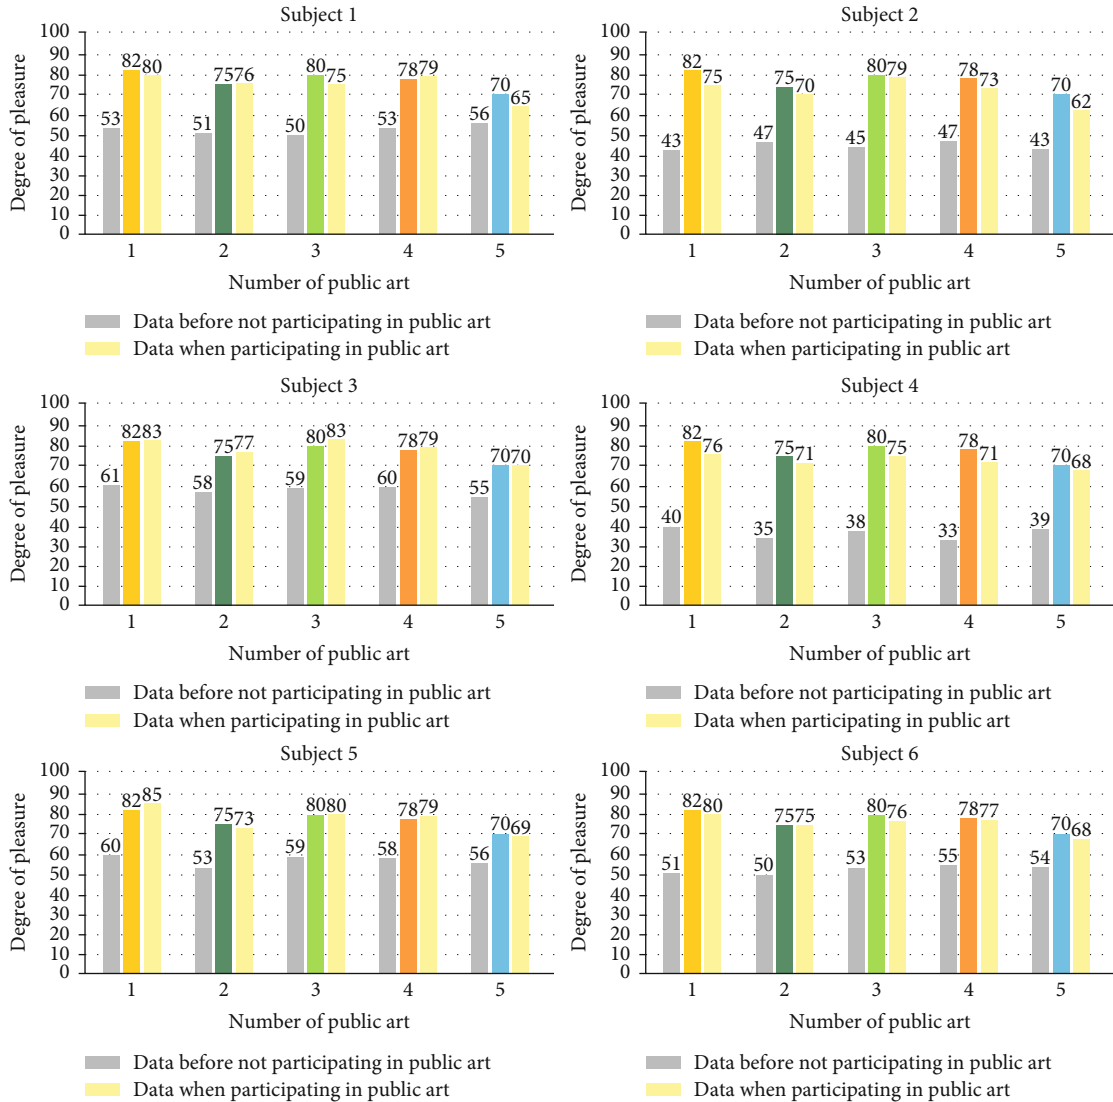 Subject 1
Degree of pleasure
100
90
80
70
60
50
40
30
20
10
0
53 82 80 51 75 76 50 80 75 53 78 79 56 70 65
1 2 3 4 5
Number of public art
Data before not participating in public art
Data when participating in public art
Subject 2
Degree of pleasure
100
90
80
70
60
50
40
30
20
10
0
43 82 75 47 75 70 45 80 79 47 78 73 43 70 62
1 2 3 4 5
Number of public art
Data before not participating in public art
Data when participating in public art
Subject 3
Degree of pleasure
100
90
80
70
60
50
40
30
20
10
0
61 82 83 58 75 77 59 80 83 60 78 79 55 70 70
1 2 3 4 5
Number of public art
Data before not participating in public art
Data when participating in public art
Subject 4
Degree of pleasure
100
90
80
70
60
50
40
30
20
10
0
40 82 76 35 75 71 38 80 75 33 78 71 39 70 68
1 2 3 4 5
Number of public art
Data before not participating in public art
Data when participating in public art
Subject 5
Degree of pleasure
100
90
80
70
60
50
40
30
20
10
0
60 82 85 53 75 73 59 80 80 58 78 79 56 70 69
1 2 3 4 5
Number of public art
Data before not participating in public art
Data when participating in public art
Subject 6
Degree of pleasure
100
90
80
70
60
50
40
30
20
10
0
51 82 80 50 75 75 53 80 76 55 78 77 54 70 68
1 2 3 4 5
Number of public art
Data before not participating in public art
Data when participating in public art